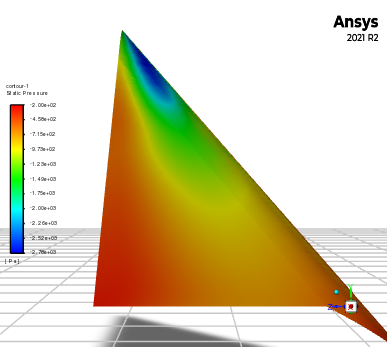 Ansys
2021 R2
contour-1
Static Pressure
-2.00e+02
-4.58e+02
-7.15e+02
-9.73e+02
-1.23e+03
-1.49e+03
-1.75e+03
-2.00e+03
-2.26e+03
-2.52e+03
-2.78e+03
[ Pa ]